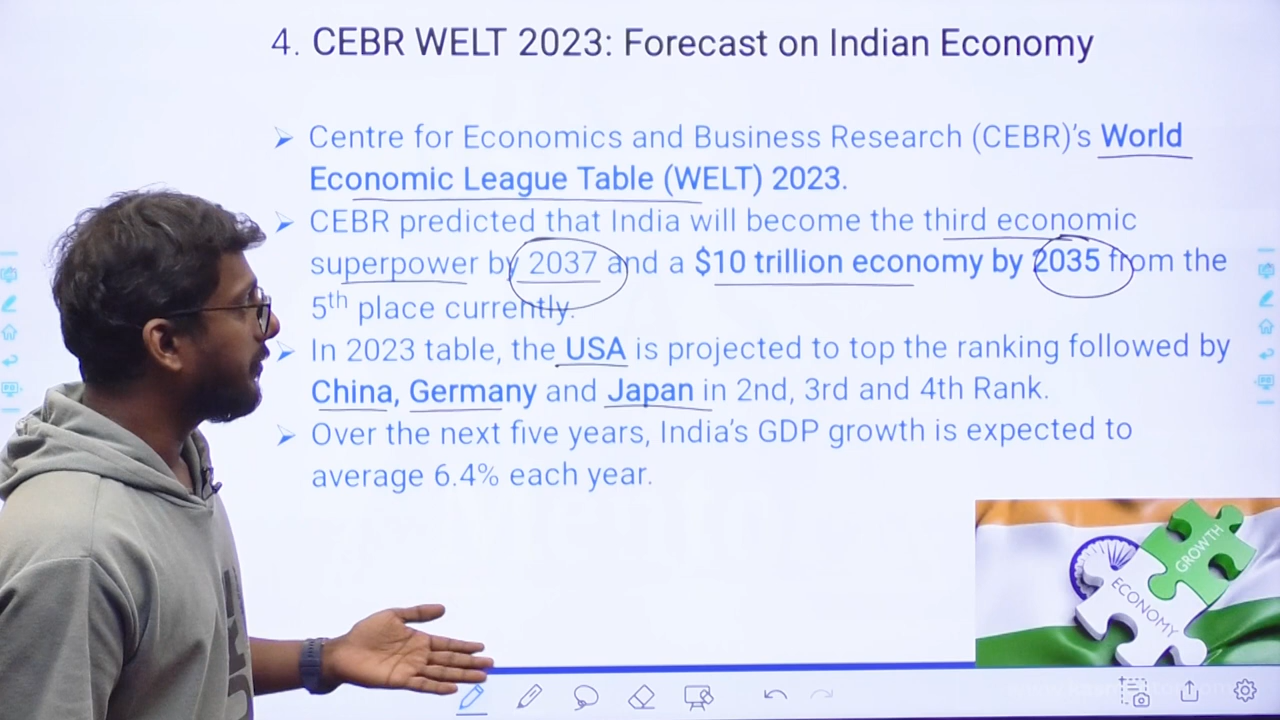 4. CEBR WELT 2023: Forecast on Indian Economy
➢ Centre for Economics and Business Research (CEBR)'s World
Economic League Table (WELT) 2023.
➢ CEBR predicted that India will become the third economic
superpower by 2037 and a $10 trillion economy by 2035 from the
5th place currently.
➢ In 2023 table, the USA is projected to top the ranking followed by
China, Germany and Japan in 2nd, 3rd and 4th Rank.
➢ Over the next five years, India's GDP growth is expected to
average 6.4% each year.
GROWTH
ECONOMY